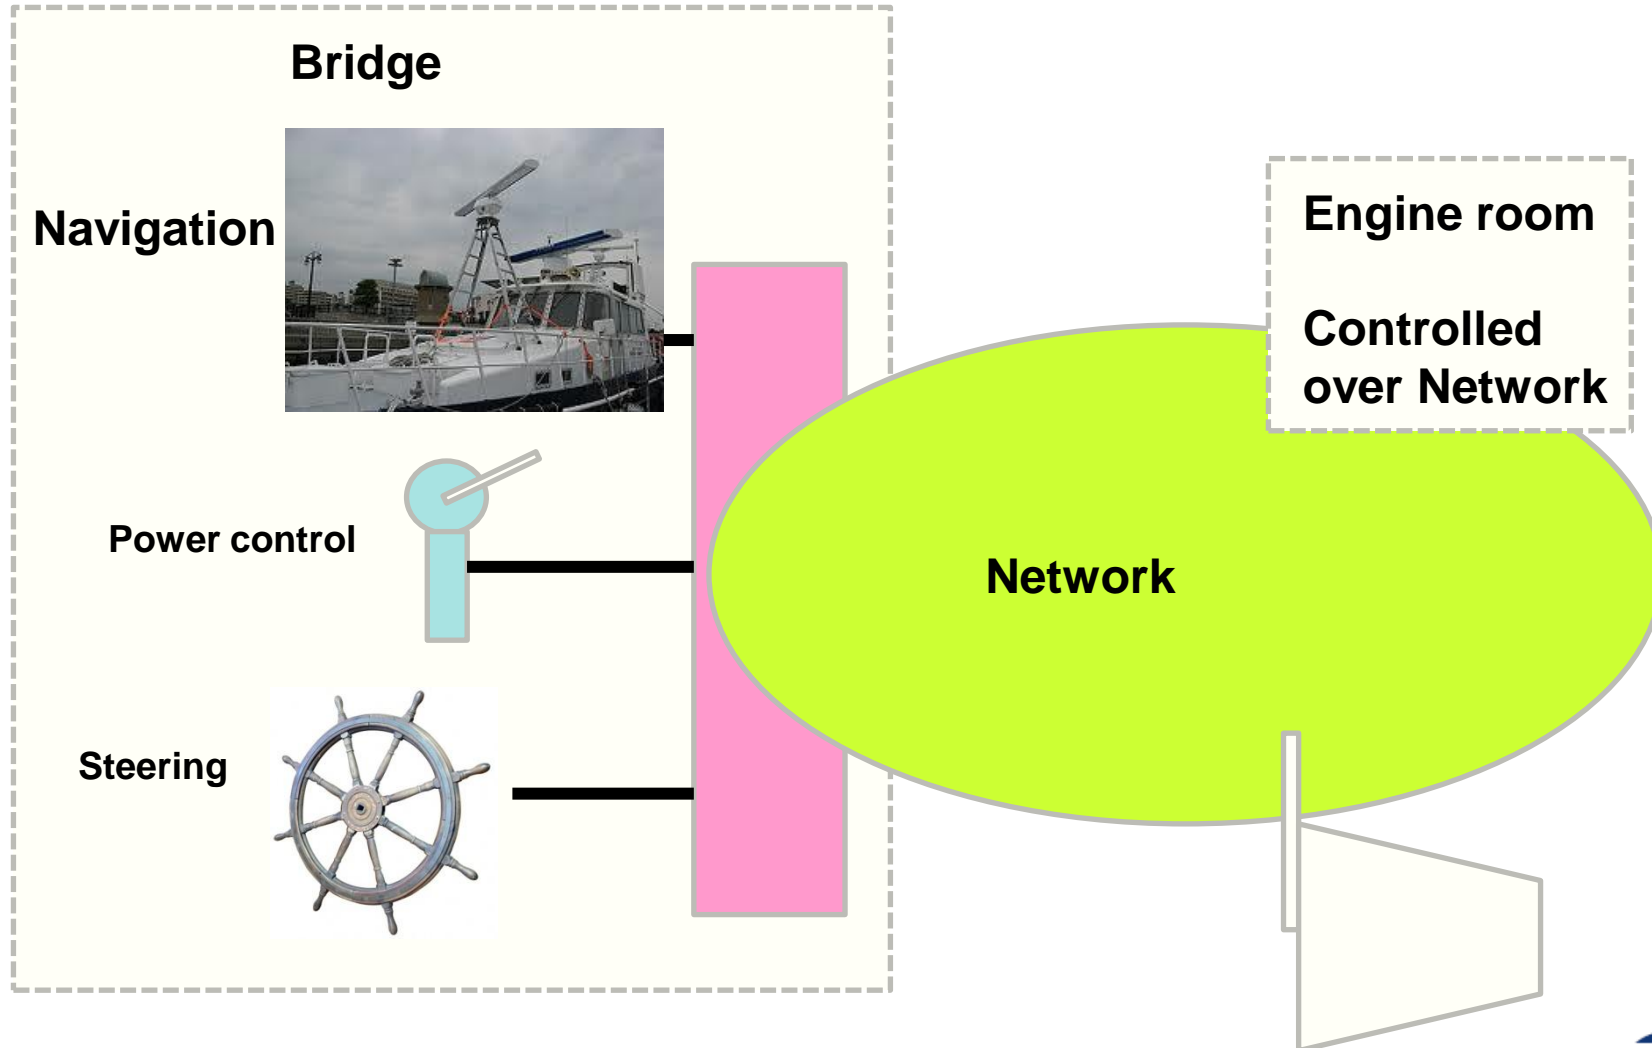 Bridge
Navigation
Power control
Steering
Network
Engine room
Controlled
over Network